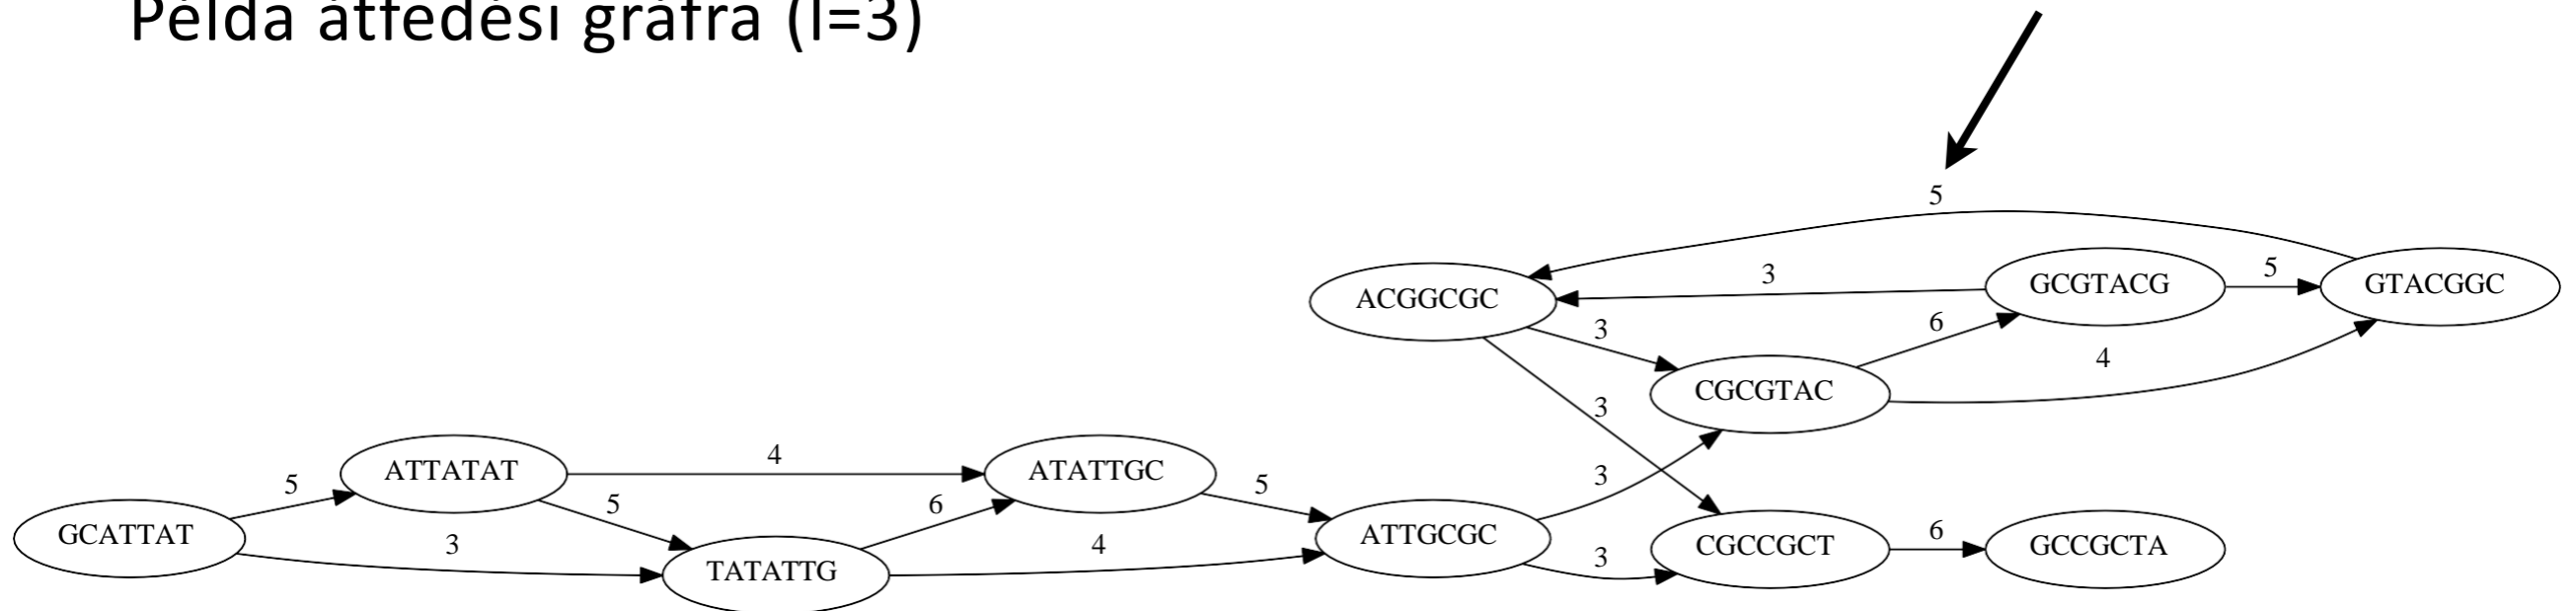 Példa átfedési gráfra (l=3)
5
ACGGCGC
3
GCGTACG
5
GTACGGC
3
6
CGCGTAC
4
3
GCATTAT
5
ATTATAT
4
ATATTGC
5
3
3
5
TATATTG
6
4
ATTGCGC
3
CGCCGCT
6
GCCGCTA